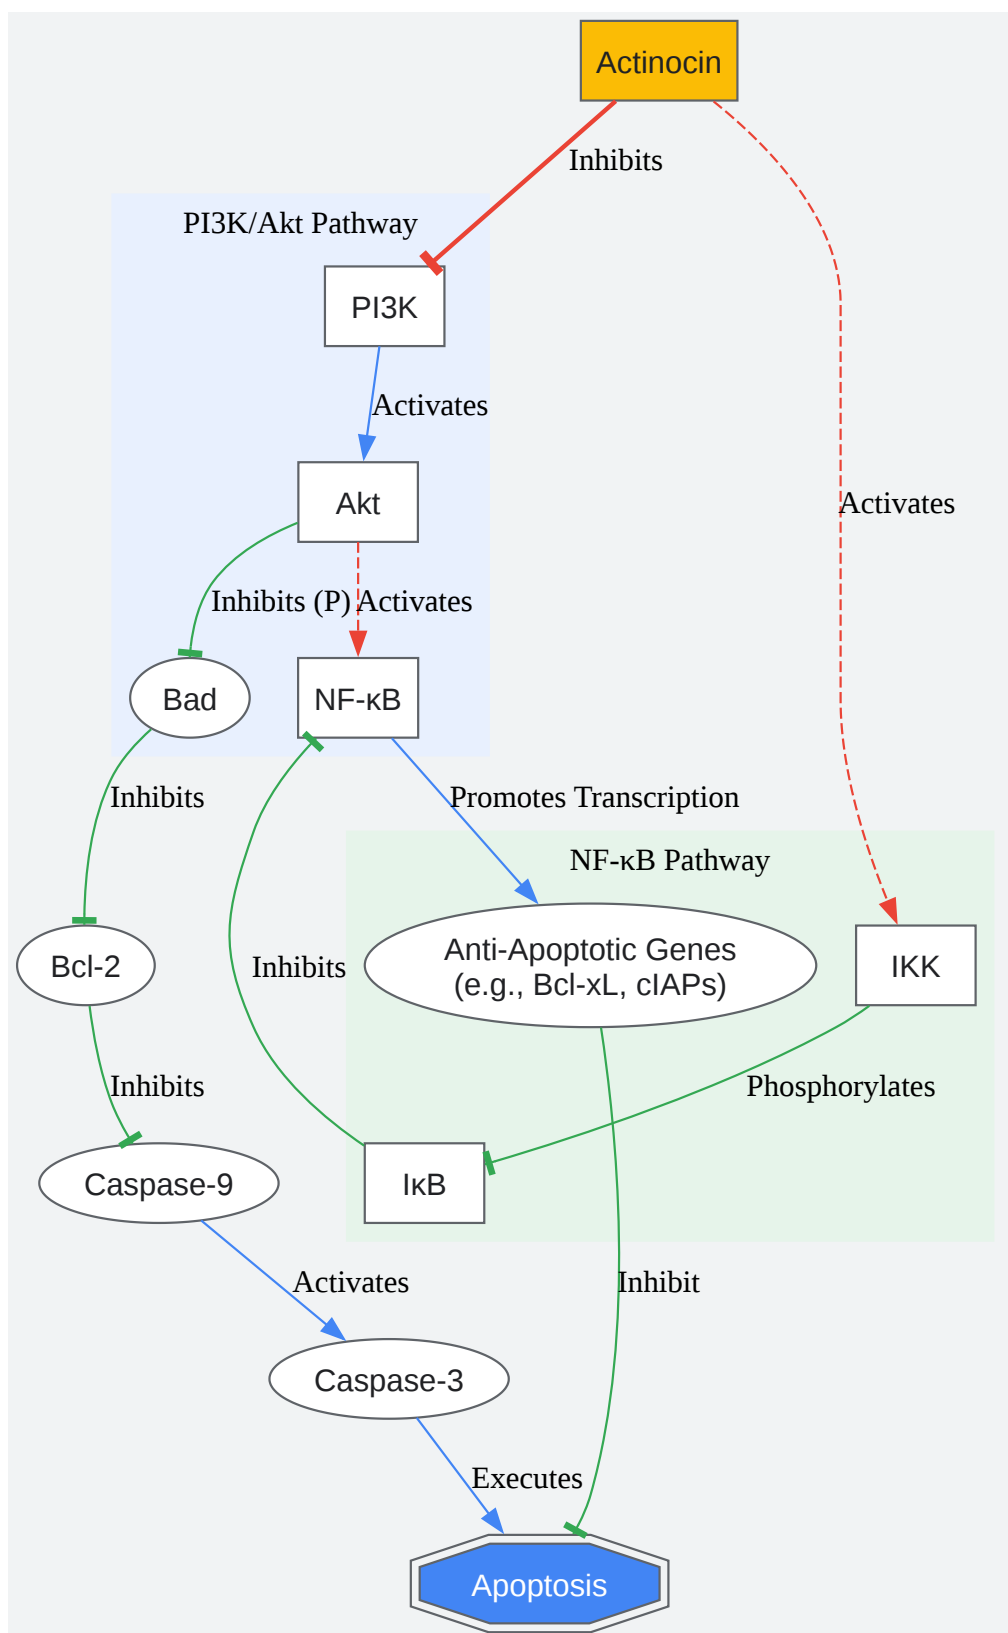 Actinocin
Inhibits
PI3K/Akt Pathway
PI3K
Activates
Akt
Activates
Inhibits (P)
Activates
Bad
NF-κB
Inhibits
Promotes Transcription
NF-κB Pathway
Anti-Apoptotic Genes
(e.g., Bcl-xL, cIAPs)
IKK
Bcl-2
Inhibits
Inhibits
Phosphorylates
Caspase-9
IκB
Activates
Inhibit
Caspase-3
Executes
Apoptosis